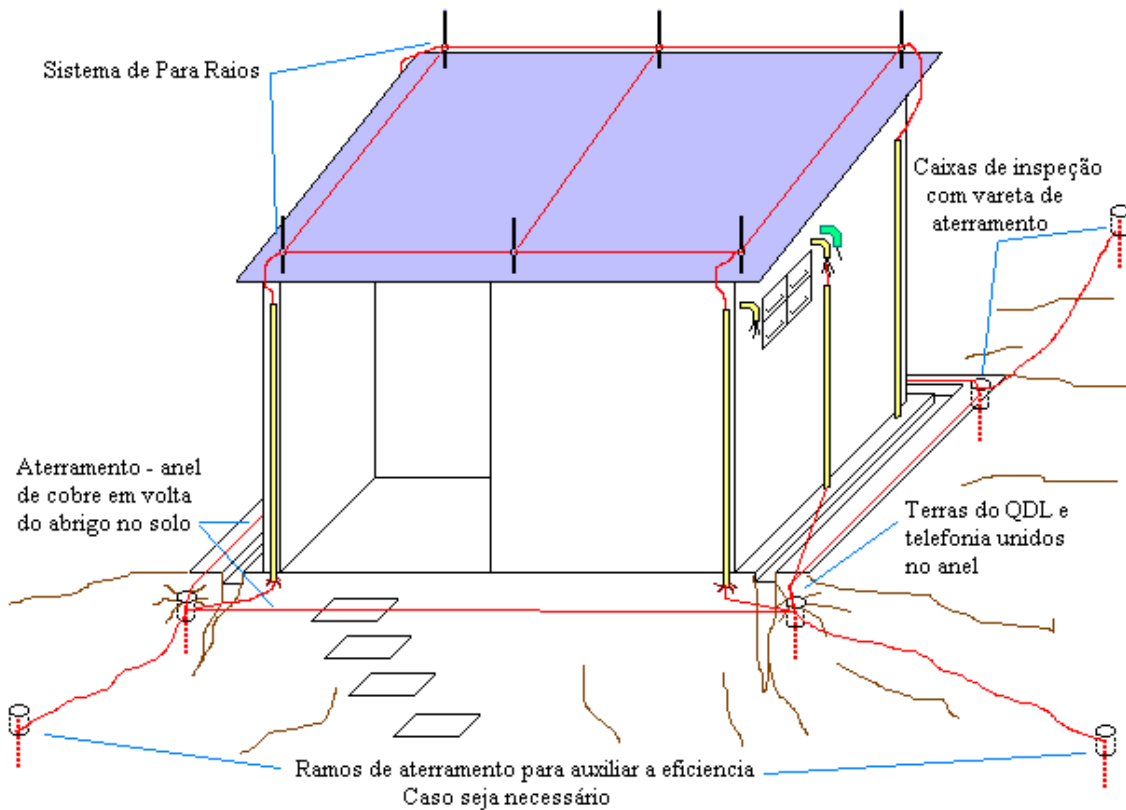 Sistema de Para Raios
Caixas de inspeção
com vareta de
aterramento
Aterramento - anel
de cobre em volta
do abrigo no solo
Terras do QDL e
telefonia unidos
no anel
Ramos de aterramento para auxiliar a eficiencia
Caso seja necessário